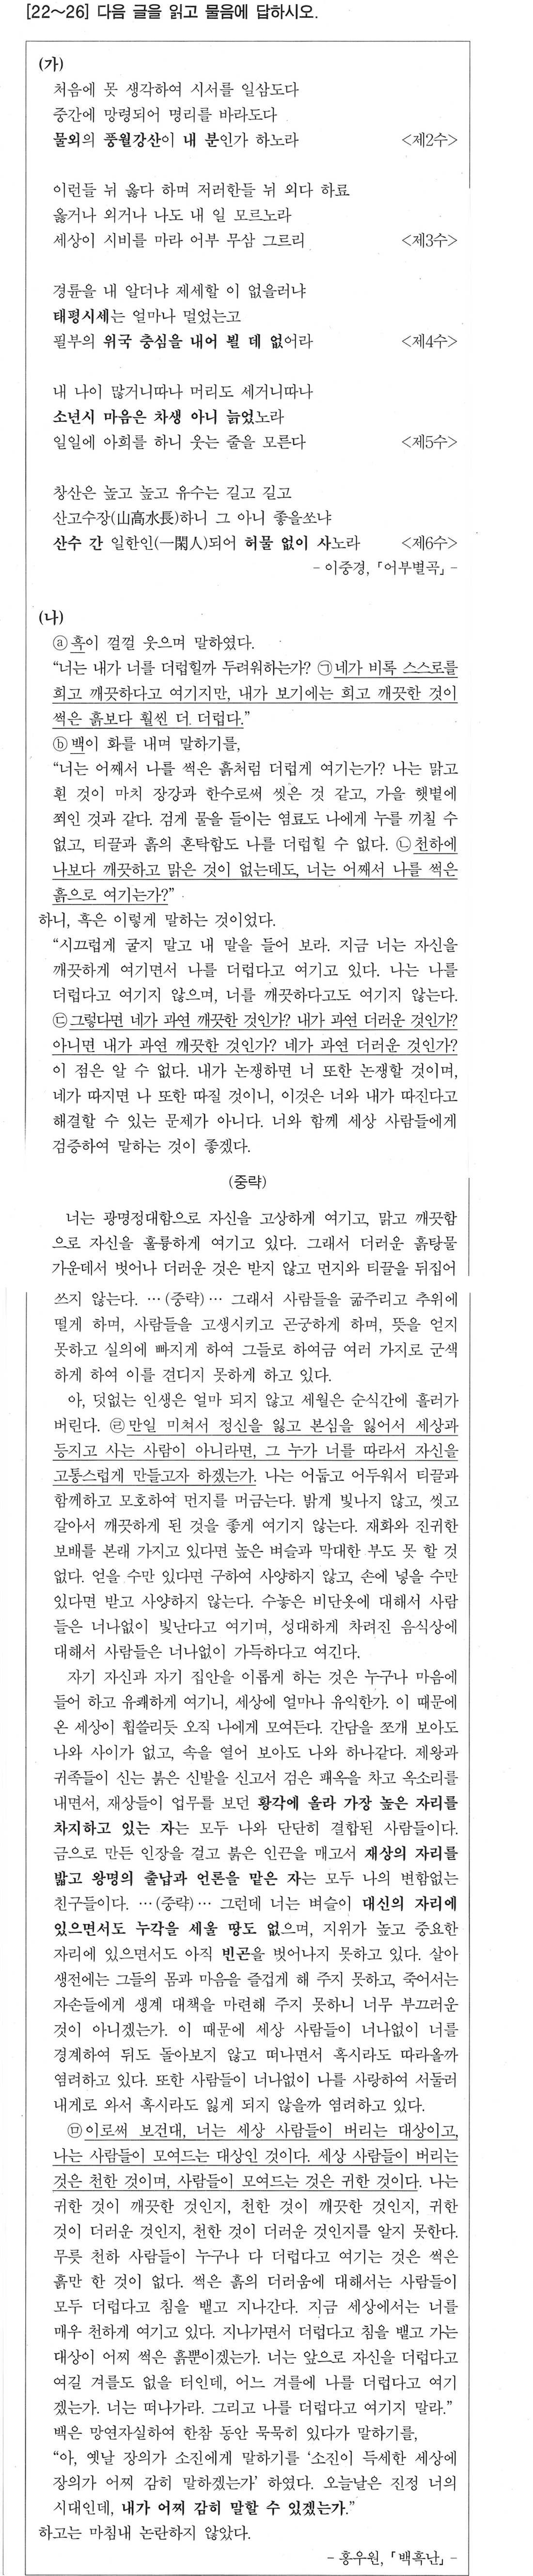 [22～26] 다음 글을 읽고 물음에 답하시오.
(가)
처음에 못 생각하여 시서를 일삼도다
중간에 망령되어 명리를 바라도다
물외의 풍월강산이 내 분인가 하노라 <제2수>
이런들 뉘 옳다 하며 저러한들 뉘 외다 하료
옳거나 외거나 나도 내 일 모르노라
세상이 시비를 마라 어부 무삼 그르리 <제3수>
경륜을 내 알더냐 제세할 이 없을러냐
태평시세는 얼마나 멀었는고
필부의 위국 충심을 내어 뵐 데 없어라 <제4수>
내 나이 많거니따나 머리도 세거니따나
소년시 마음은 차생 아니 늙었노라
일일에 아희를 하니 웃는 줄을 모른다 <제5수>
창산은 높고 높고 유수는 길고 길고
산고수장(山高水長)하니 그 아니 좋을쏘냐
산수 간 일한인(一閑人)되어 허물 없이 사노라 <제6수>
- 이중경, 「어부별곡」 -
(나)
ⓐ흑이 껄껄 웃으며 말하였다.
“너는 내가 너를 더럽힐까 두려워하는가? ㉠네가 비록 스스로를
희고 깨끗하다고 여기지만, 내가 보기에는 희고 깨끗한 것이
썩은 흙보다 훨씬 더 더럽다.”
ⓑ백이 화를 내며 말하기를,
“너는 어째서 나를 썩은 흙처럼 더럽게 여기는가? 나는 맑고
흰 것이 마치 장강과 한수로써 씻은 것 같고, 가을 햇볕에
쬐인 것과 같다. 검게 물을 들이는 염료도 나에게 누를 끼칠 수
없고, 티끌과 흙의 혼탁함도 나를 더럽힐 수 없다. ㉡천하에
나보다 깨끗하고 맑은 것이 없는데도, 너는 어째서 나를 썩은
흙으로 여기는가?”
하니, 흑은 이렇게 말하는 것이었다.
“시끄럽게 굴지 말고 내 말을 들어 보라. 지금 너는 자신을
깨끗하게 여기면서 나를 더럽다고 여기고 있다. 나는 나를
더럽다고 여기지 않으며, 너를 깨끗하다고도 여기지 않는다.
㉢그렇다면 네가 과연 깨끗한 것인가? 내가 과연 더러운 것인가?
아니면 내가 과연 깨끗한 것인가? 네가 과연 더러운 것인가?
이 점은 알 수 없다. 내가 논쟁하면 너 또한 논쟁할 것이며,
네가 따지면 나 또한 따질 것이니, 이것은 너와 내가 따진다고
해결할 수 있는 문제가 아니다. 너와 함께 세상 사람들에게
검증하여 말하는 것이 좋겠다.
(중략)
너는 광명정대함으로 자신을 고상하게 여기고, 맑고 깨끗함
으로 자신을 훌륭하게 여기고 있다. 그래서 더러운 흙탕물
가운데서 벗어나 더러운 것은 받지 않고 먼지와 티끌을 뒤집어
쓰지 않는다. …(중략)… 그래서 사람들을 굶주리고 추위에
떨게 하며, 사람들을 고생시키고 곤궁하게 하며, 뜻을 얻지
못하고 실의에 빠지게 하여 그들로 하여금 여러 가지로 군색
하게 하여 이를 견디지 못하게 하고 있다.
아, 덧없는 인생은 얼마 되지 않고 세월은 순식간에 흘러가
버린다. ㉣만일 미쳐서 정신을 잃고 본심을 잃어서 세상과
등지고 사는 사람이 아니라면, 그 누가 너를 따라서 자신을
고통스럽게 만들고자 하겠는가. 나는 어둡고 어두워서 티끌과
함께하고 모호하여 먼지를 머금는다. 밝게 빛나지 않고, 씻고
갈아서 깨끗하게 된 것을 좋게 여기지 않는다. 재화와 진귀한
보배를 본래 가지고 있다면 높은 벼슬과 막대한 부도 못 할 것
없다. 얻을 수만 있다면 구하여 사양하지 않고, 손에 넣을 수만
있다면 받고 사양하지 않는다. 수놓은 비단옷에 대해서 사람
들은 너나없이 빛난다고 여기며, 성대하게 차려진 음식상에
대해서 사람들은 너나없이 가득하다고 여긴다.
자기 자신과 자기 집안을 이롭게 하는 것은 누구나 마음에
들어 하고 유쾌하게 여기니, 세상에 얼마나 유익한가. 이 때문에
온 세상이 휩쓸리듯 오직 나에게 모여든다. 간담을 쪼개 보아도
나와 사이가 없고, 속을 열어 보아도 나와 하나같다. 제왕과
귀족들이 신는 붉은 신발을 신고서 검은 패옥을 차고 옥소리를
내면서, 재상들이 업무를 보던 황각에 올라 가장 높은 자리를
차지하고 있는 자는 모두 나와 단단히 결합된 사람들이다.
금으로 만든 인장을 걸고 붉은 인끈을 매고서 재상의 자리를
밟고 왕명의 출납과 언론을 맡은 자는 모두 나의 변함없는
친구들이다. …(중략)… 그런데 너는 벼슬이 대신의 자리에
있으면서도 누각을 세울 땅도 없으며, 지위가 높고 중요한
자리에 있으면서도 아직 빈곤을 벗어나지 못하고 있다. 살아
생전에는 그들의 몸과 마음을 즐겁게 해 주지 못하고, 죽어서는
자손들에게 생계 대책을 마련해 주지 못하니 너무 부끄러운
것이 아니겠는가. 이 때문에 세상 사람들이 너나없이 너를
경계하여 뒤도 돌아보지 않고 떠나면서 혹시라도 따라올까
염려하고 있다. 또한 사람들이 너나없이 나를 사랑하여 서둘러
내게로 와서 혹시라도 잃게 되지 않을까 염려하고 있다.
㉤이로써 보건대, 너는 세상 사람들이 버리는 대상이고,
나는 사람들이 모여드는 대상인 것이다. 세상 사람들이 버리는
것은 천한 것이며, 사람들이 모여드는 것은 귀한 것이다. 나는
귀한 것이 깨끗한 것인지, 천한 것이 깨끗한 것인지, 귀한
것이 더러운 것인지, 천한 것이 더러운 것인지를 알지 못한다.
무릇 천하 사람들이 누구나 다 더럽다고 여기는 것은 썩은
흙만 한 것이 없다. 썩은 흙의 더러움에 대해서는 사람들이
모두 더럽다고 침을 뱉고 지나간다. 지금 세상에서는 너를
매우 천하게 여기고 있다. 지나가면서 더럽다고 침을 뱉고 가는
대상이 어찌 썩은 흙뿐이겠는가. 너는 앞으로 자신을 더럽다고
여길 겨를도 없을 터인데, 어느 겨를에 나를 더럽다고 여기
겠는가. 너는 떠나가라. 그리고 나를 더럽다고 여기지 말라.”
백은 망연자실하여 한참 동안 묵묵히 있다가 말하기를,
“아, 옛날 장의가 소진에게 말하기를 ‘소진이 득세한 세상에
장의가 어찌 감히 말하겠는가’ 하였다. 오늘날은 진정 너의
시대인데, 내가 어찌 감히 말할 수 있겠는가.”
하고는 마침내 논란하지 않았다.
- 홍우원, 「백흑난」 -